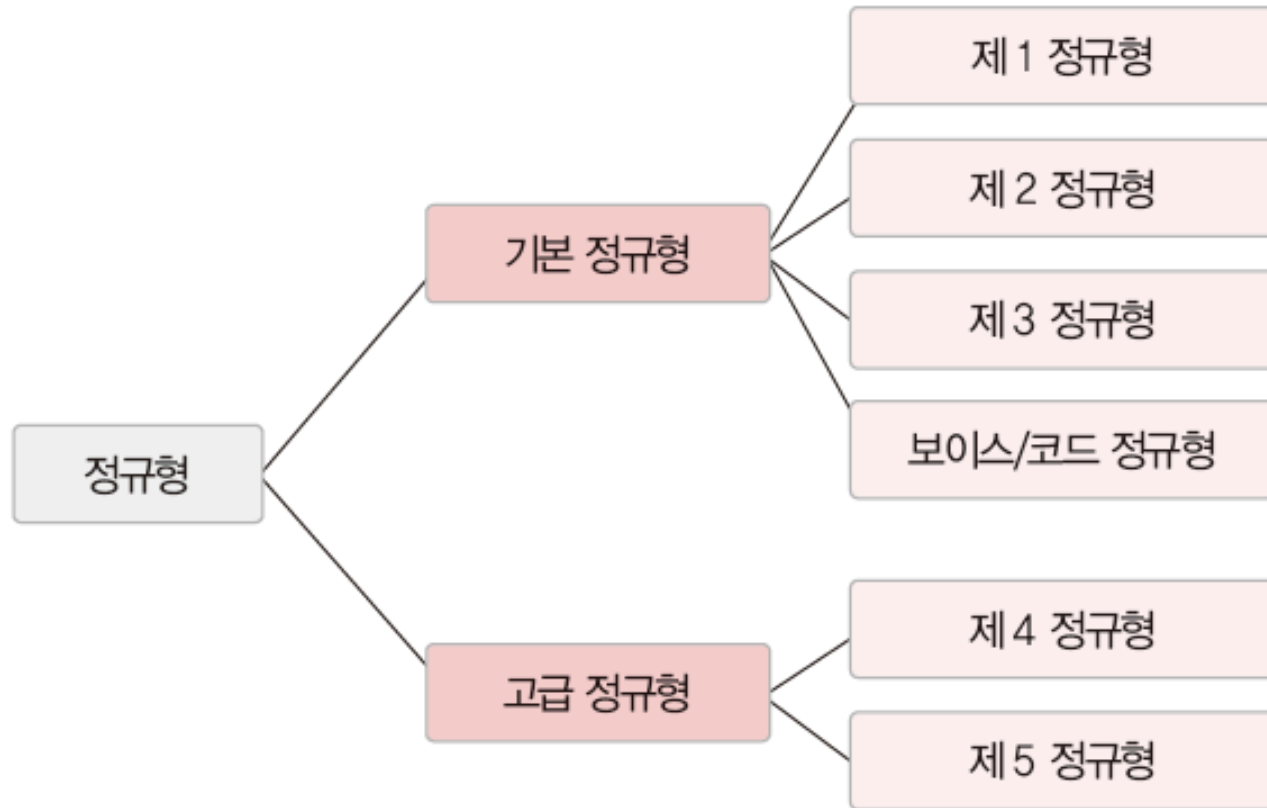 정규형
기본 정규형
제 1 정규형
제 2 정규형
제 3 정규형
보이스/코드 정규형
고급 정규형
제 4 정규형
제 5 정규형